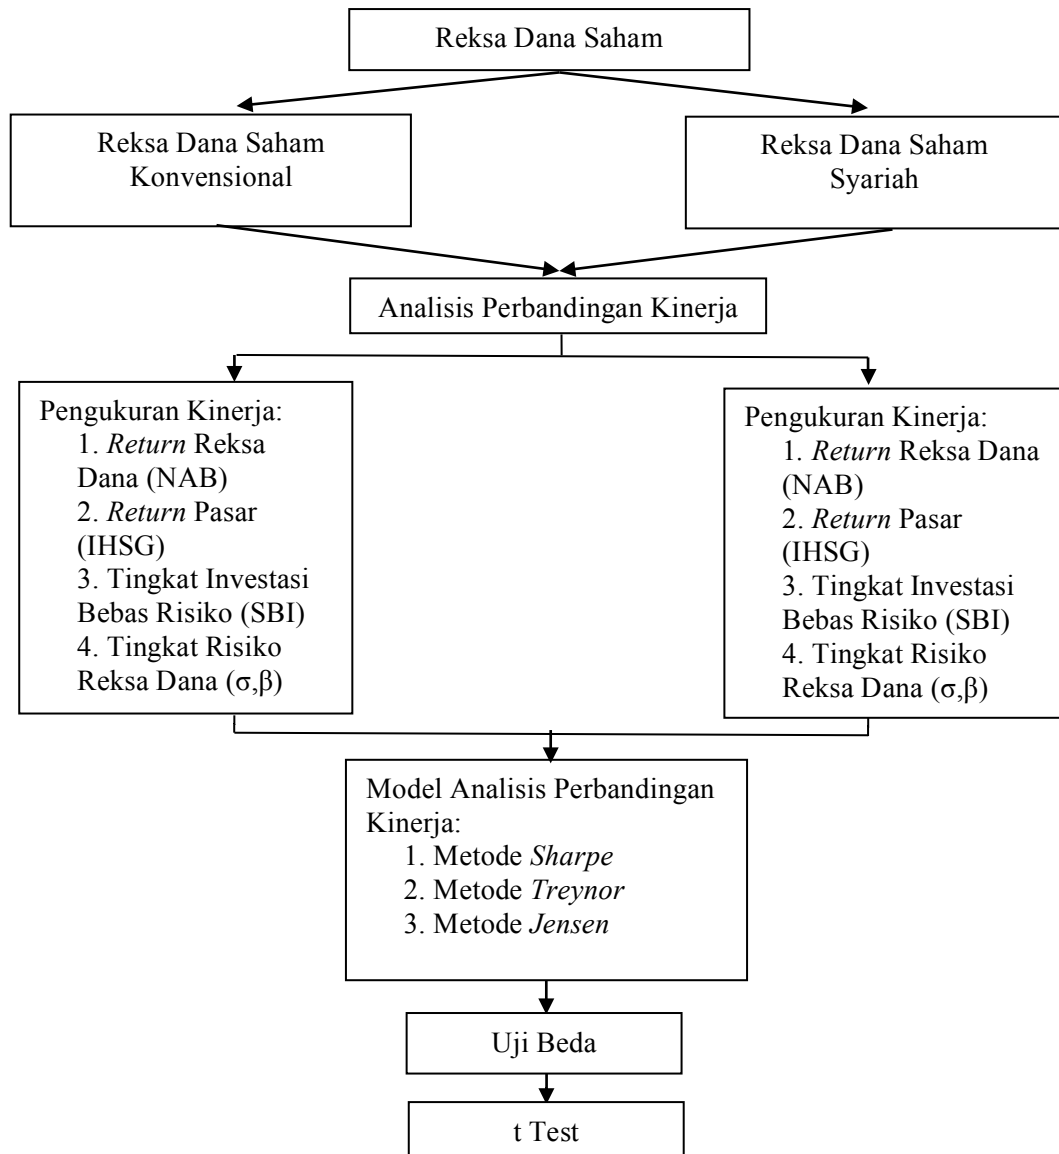 Reksa Dana Saham
Reksa Dana Saham
Konvensional
Reksa Dana Saham
Syariah
Analisis Perbandingan Kinerja
Pengukuran Kinerja:
1. Return Reksa
Dana (NAB)
2. Return Pasar
(IHSG)
3. Tingkat Investasi
Bebas Risiko (SBI)
4. Tingkat Risiko
Reksa Dana (σ,β)
Pengukuran Kinerja:
1. Return Reksa Dana
(NAB)
2. Return Pasar
(IHSG)
3. Tingkat Investasi
Bebas Risiko (SBI)
4. Tingkat Risiko
Reksa Dana (σ,β)
Model Analisis Perbandingan
Kinerja:
1. Metode Sharpe
2. Metode Treynor
3. Metode Jensen
Uji Beda
t Test